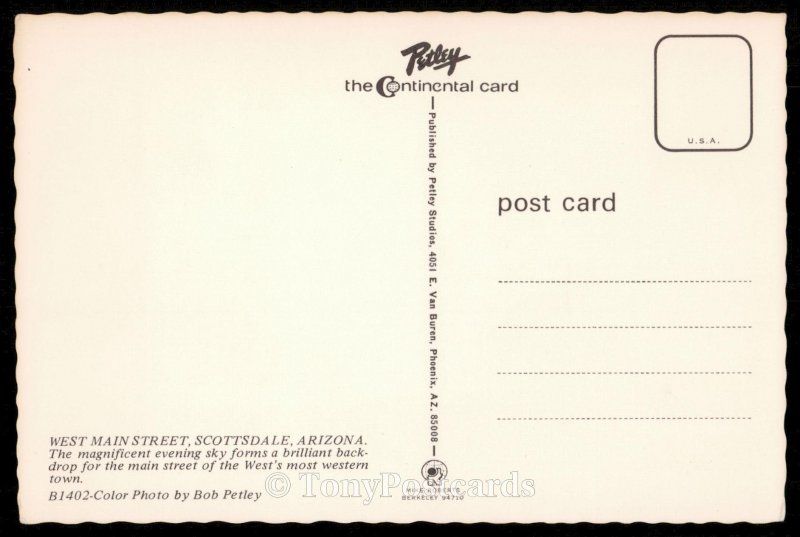 Petley
the Continental card
U.S.A.
Published by Petley Studios, 4051 E. Van Buren, Phoenix, AZ. 85008
post card
WEST MAIN STREET, SCOTTSDALE, ARIZONA.
The magnificent evening sky forms a brilliant back-
drop for the main street of the West's most western
town.
B1402-Color Photo by Bob Petley
© TonyPostcards
MIKE ROBERTS
BERKELEY 94710